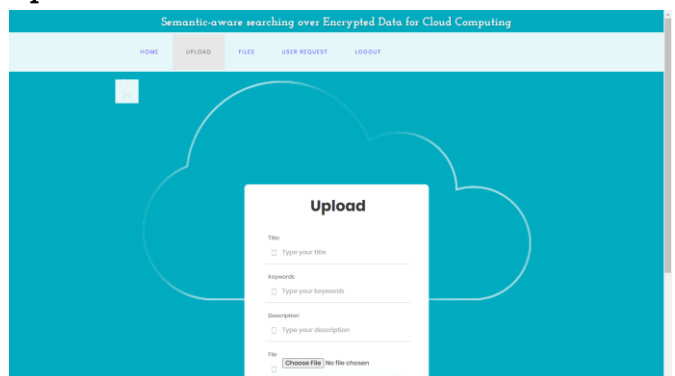 Semantic-aware searching over Encrypted Data for Cloud Computing
HOME UPLOAD FILES USER REQUEST LOGOUT
Upload
Title
Type your title
Keywords
Type your keywords
Description
Type your description
File
Choose File No file chosen